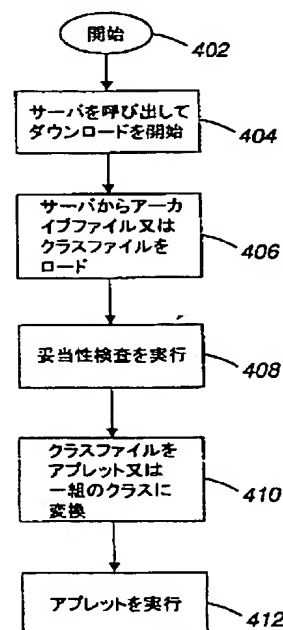 開始
402
サーバを呼び出して
ダウンロードを開始
404
サーバからアーカ
イブファイル又は
クラスファイルを
ロード
406
妥当性検査を実行
408
クラスファイルを
アプレット又は
一組のクラスに
変換
410
アプレットを実行
412